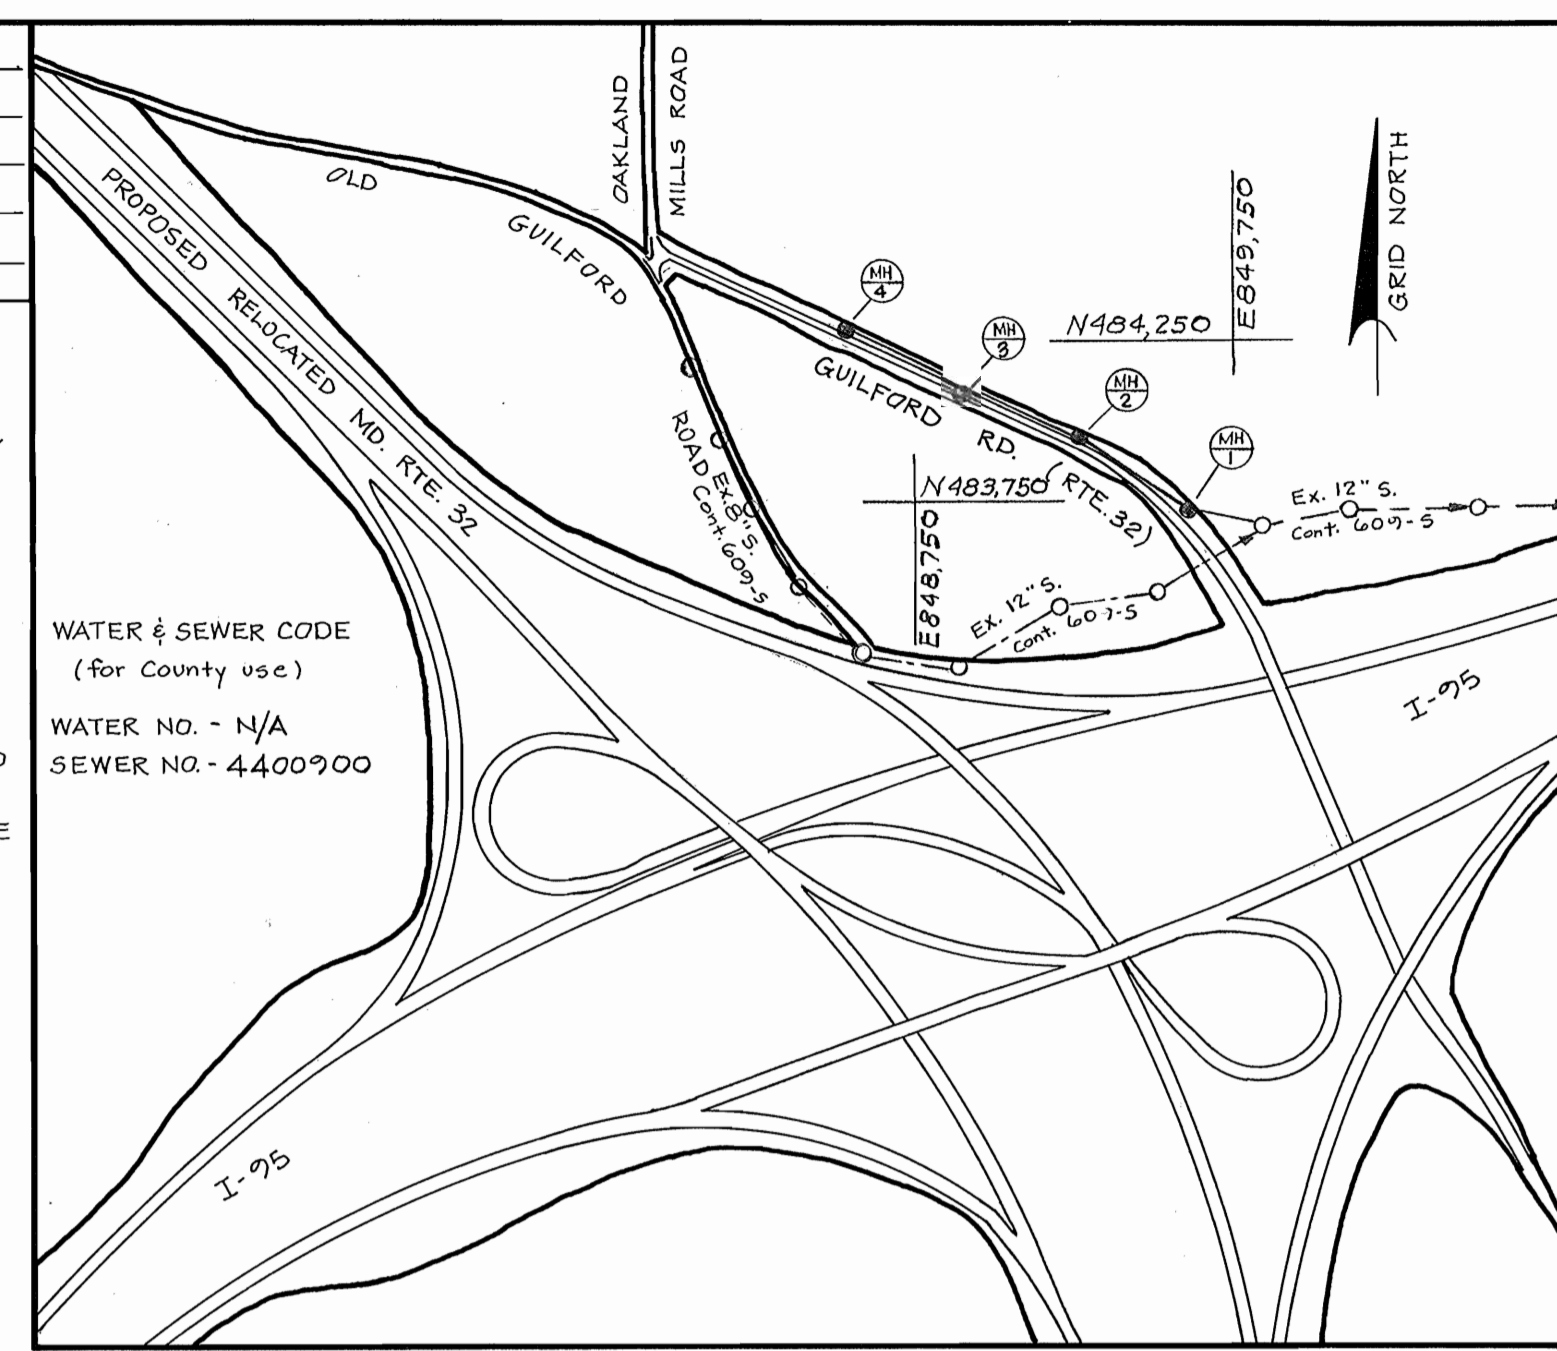 OAKLAND
MILLS ROAD
OLD
GUILFORD
ROAD
PROPOSED RELOCATED MD. RTE. 32
MH
4
MH
3
MH
2
MH
1
N484,250
E849,750
GRID NORTH
GUILFORD RD.
(RTE.32)
N483,750
E848,750
Ex.8"S.
Cont. 609-S
Ex. 12" S.
Cont. 609-S
Ex. 12" S.
Cont. 609-S
WATER & SEWER CODE
(for County use)
WATER NO. - N/A
SEWER NO. - 4400900
I-95
I-95